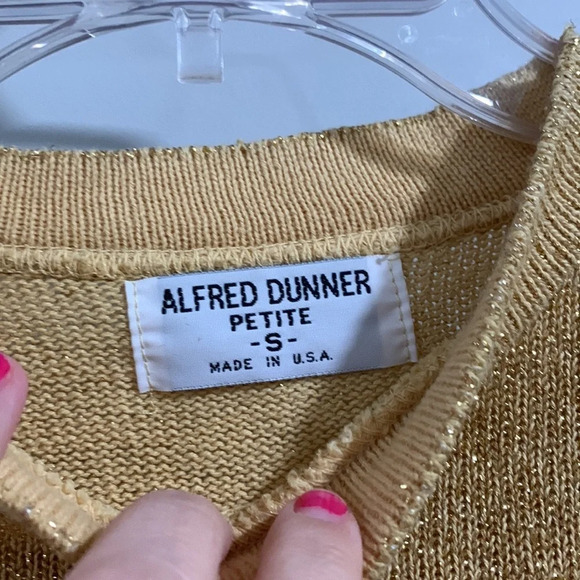 ALFRED DUNNER
PETITE
-S-
MADE IN U.S.A.